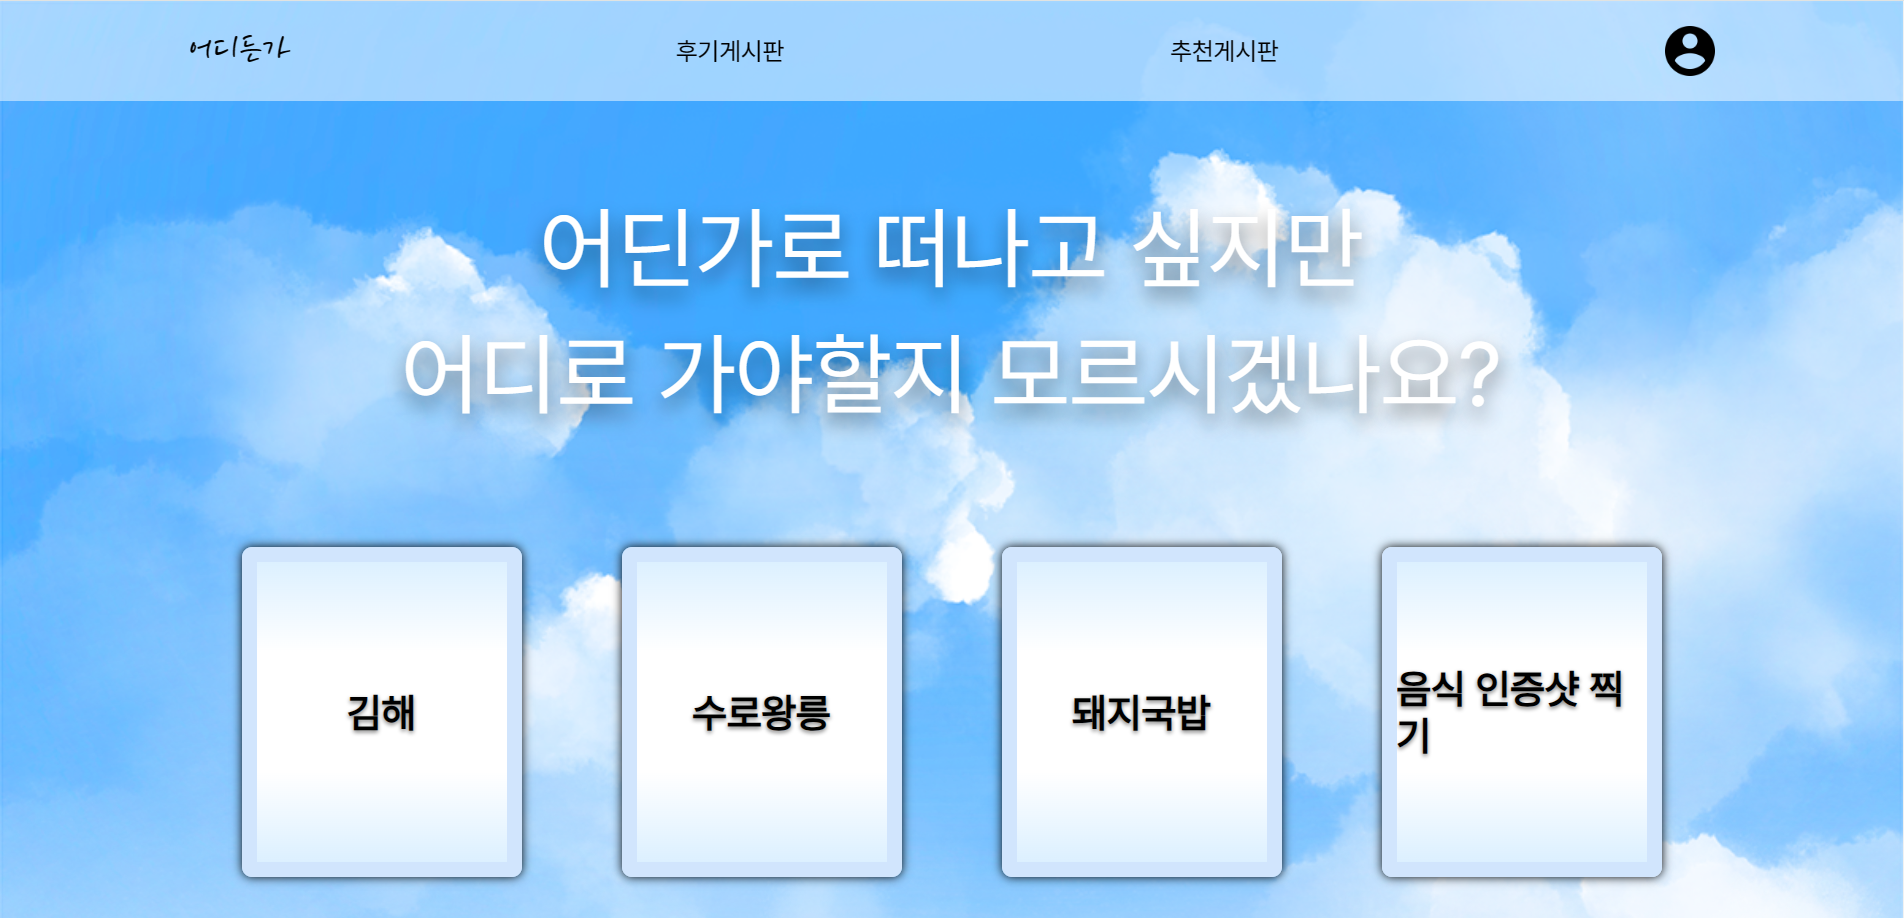 어디든가
후기게시판
추천게시판
어딘가로 떠나고 싶지만
어디로 가야할지 모르시겠나요?
김해
수로왕릉
돼지국밥
음식 인증샷 찍
기